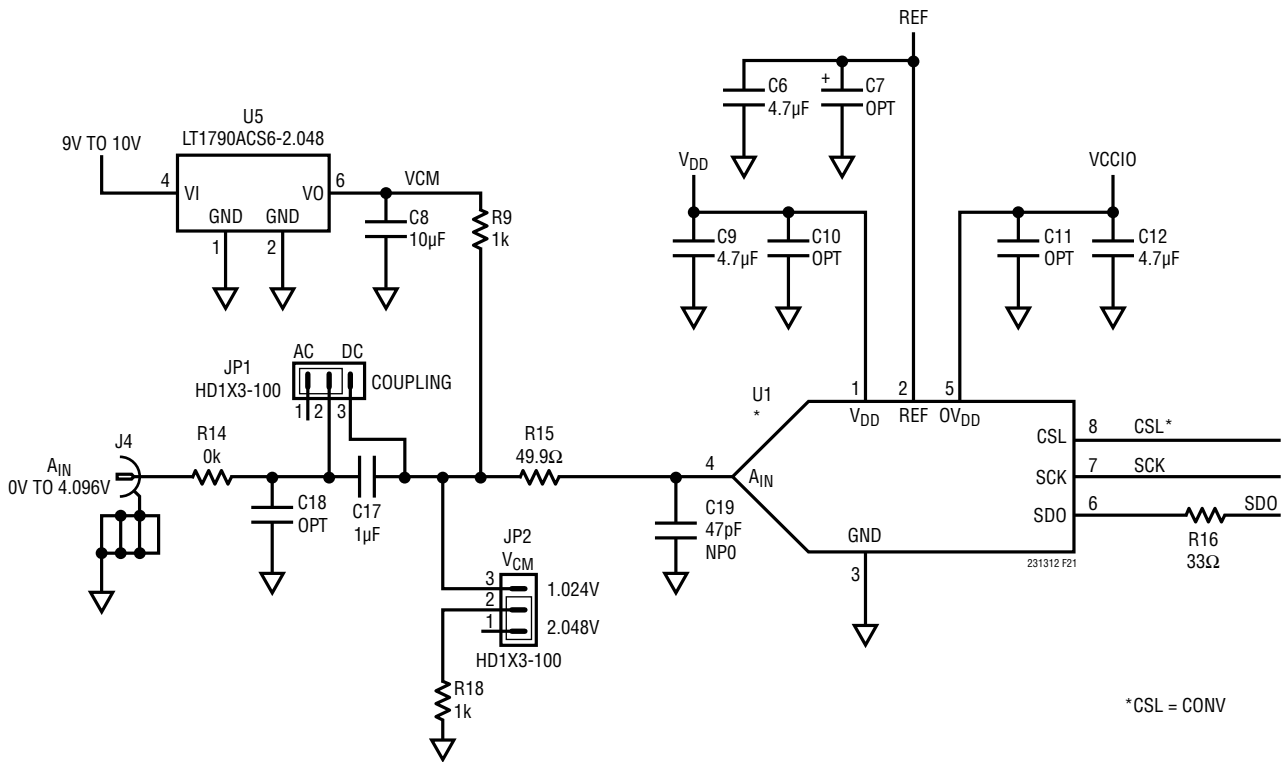 REF
C6
4.7µF
+
C7
OPT
U5
LT1790ACS6-2.048
9V TO 10V
4
VI
VO
6
VCM
GND
GND
1
2
C8
10µF
R9
1k
VDD
C9
4.7µF
C10
OPT
VCCIO
C11
OPT
C12
4.7µF
JP1
HD1X3-100
AC
DC
COUPLING
1
2
3
J4
AIN
0V TO 4.096V
R14
0k
C18
OPT
C17
1µF
R15
49.9Ω
C19
47pF
NPO
U1
*
4
AIN
1
VDD
2
REF
5
OVDD
CSL
8
CSL*
SCK
7
SCK
SDO
6
SDO
R16
33Ω
GND
3
231312 F21
JP2
VCM
3
1.024V
2
1
2.048V
HD1X3-100
R18
1k
*CSL = CONV